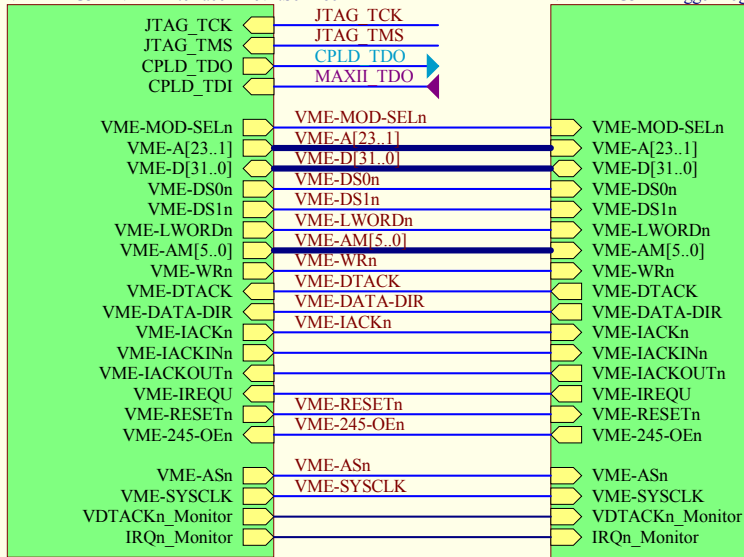 JTAG_TCK JTAG_TCK
JTAG_TMS JTAG_TMS
CPLD_TDO CPLD_TDO
CPLD_TDI MAXII_TDO
VME-MOD-SELn VME-MOD-SELn VME-MOD-SELn
VME-A[23..1] VME-A[23..1] VME-A[23..1]
VME-D[31..0] VME-D[31..0] VME-D[31..0]
VME-DS0n VME-DS0n VME-DS0n
VME-DS1n VME-DS1n VME-DS1n
VME-LWORDn VME-LWORDn VME-LWORDn
VME-AM[5..0] VME-AM[5..0] VME-AM[5..0]
VME-WRn VME-WRn VME-WRn
VME-DTACK VME-DTACK VME-DTACK
VME-DATA-DIR VME-DATA-DIR VME-DATA-DIR
VME-IACKn VME-IACKn VME-IACKn
VME-IACKINn VME-IACKINn
VME-IACKOUTn VME-IACKOUTn
VME-IREQU VME-IREQU
VME-RESETn VME-RESETn VME-RESETn
VME-245-OEn VME-245-OEn VME-245-OEn
VME-ASn VME-ASn VME-ASn
VME-SYSCLK VME-SYSCLK VME-SYSCLK
VDTACKn_Monitor VDTACKn_Monitor
IRQn_Monitor IRQn_Monitor